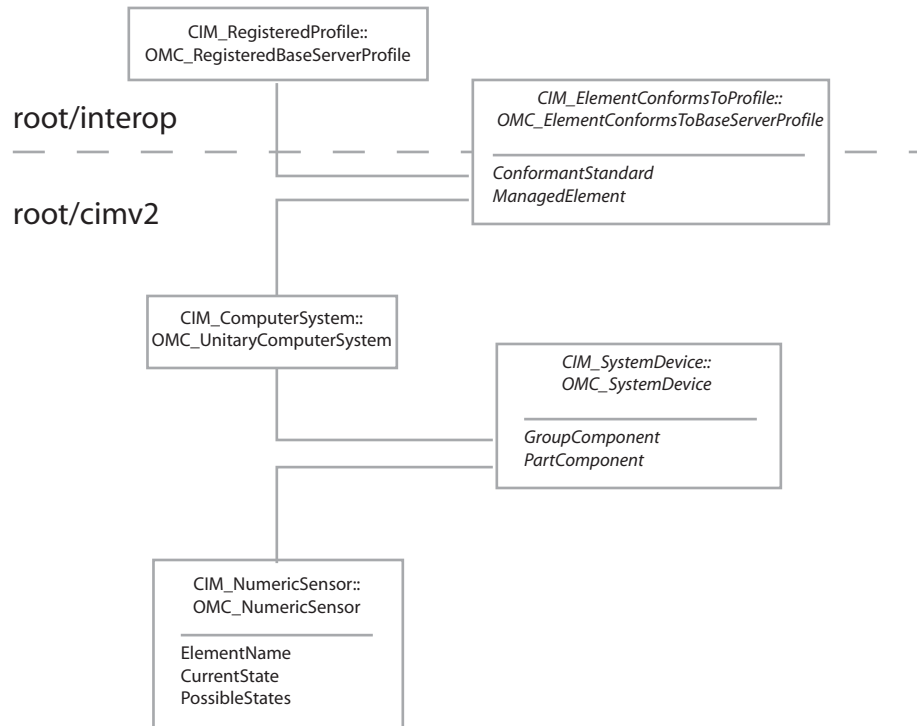 CIM_RegisteredProfile::
OMC_RegisteredBaseServerProfile
root/interop
CIM_ElementConformsToProfile::
OMC_ElementConformsToBaseServerProfile
ConformantStandard
ManagedElement
root/cimv2
CIM_ComputerSystem::
OMC_UnitaryComputerSystem
CIM_SystemDevice::
OMC_SystemDevice
GroupComponent
PartComponent
CIM_NumericSensor::
OMC_NumericSensor
ElementName
CurrentState
PossibleStates